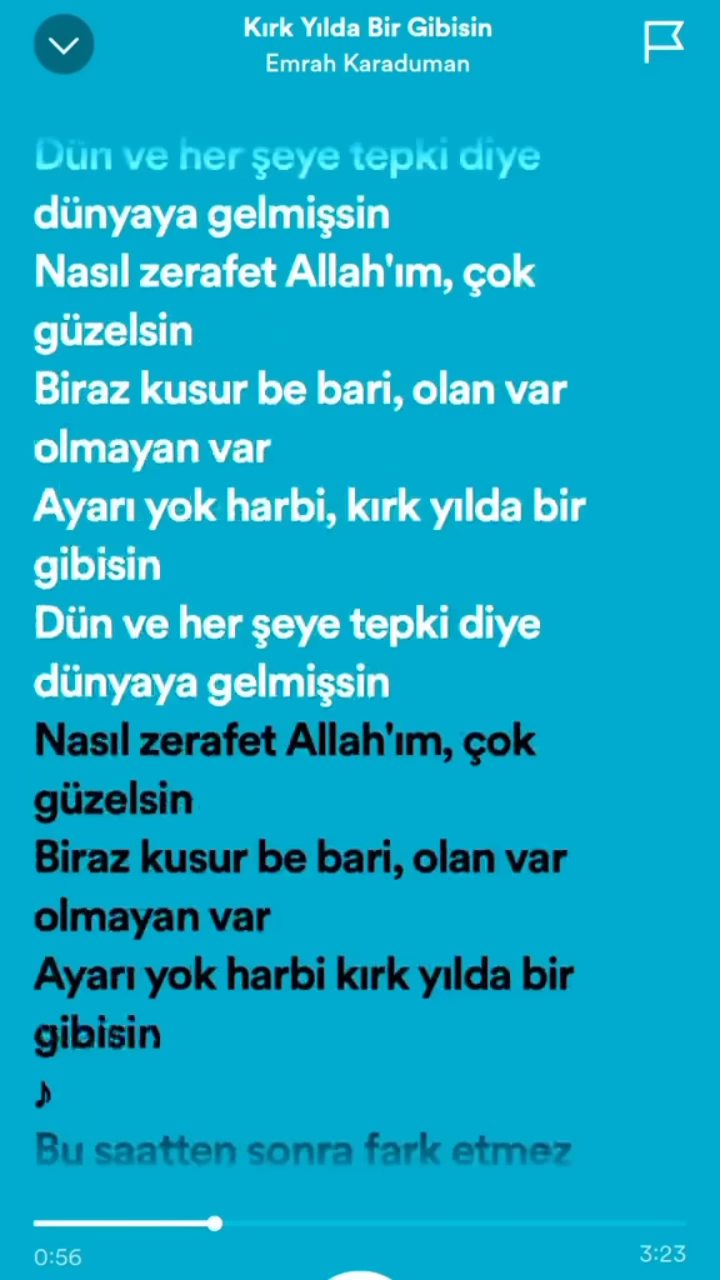 Kırk Yılda Bir Gibisin
Emrah Karaduman
Dün ve her şeye tepki diye
dünyaya gelmişsin
Nasıl zerafet Allah'ım, çok
güzelsin
Biraz kusur be bari, olan var
olmayan var
Ayarı yok harbi, kırk yılda bir
gibisin
Dün ve her şeye tepki diye
dünyaya gelmişsin
Nasıl zerafet Allah'ım, çok
güzelsin
Biraz kusur be bari, olan var
olmayan var
Ayarı yok harbi kırk yılda bir
gibisin
♪
Bu saatten sonra fark etmez
0:56
3:23